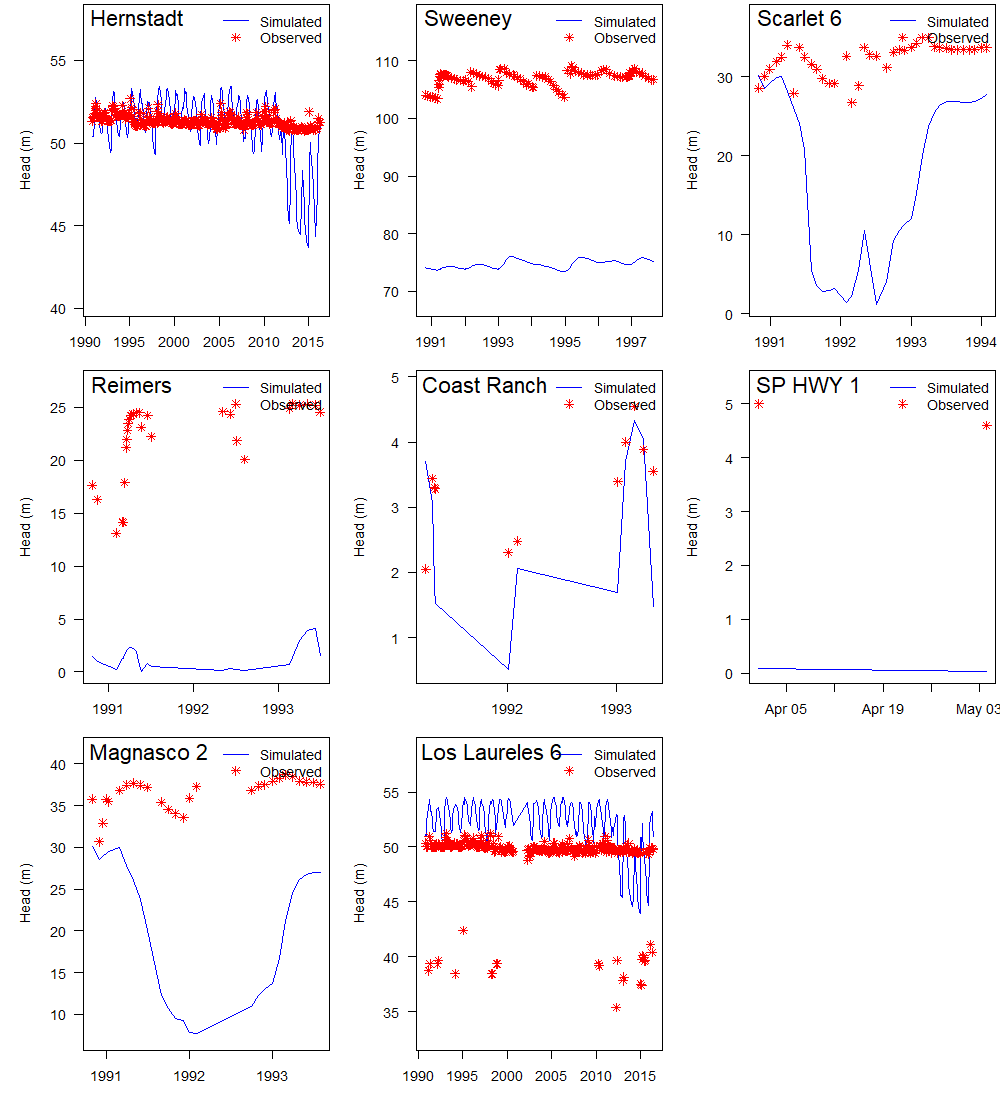 Hernstadt
Simulated
Observed
Head (m)
55
50
45
40
1990 1995 2000 2005 2010 2015
Sweeney
Simulated
Observed
Head (m)
110
100
90
80
70
1991 1993 1995 1997
Scarlet 6
Simulated
Observed
Head (m)
30
20
10
0
1991 1992 1993 1994
Reimers
Simulated
Observed
Head (m)
25
20
15
10
5
0
1991 1992 1993
Coast Ranch
Simulated
Observed
Head (m)
5
4
3
2
1
1992 1993
SP HWY 1
Simulated
Observed
Head (m)
5
4
3
2
1
0
Apr 05 Apr 19 May 03
Magnasco 2
Simulated
Observed
Head (m)
40
35
30
25
20
15
10
1991 1992 1993
Los Laureles 6
Simulated
Observed
Head (m)
55
50
45
40
35
1990 1995 2000 2005 2010 2015